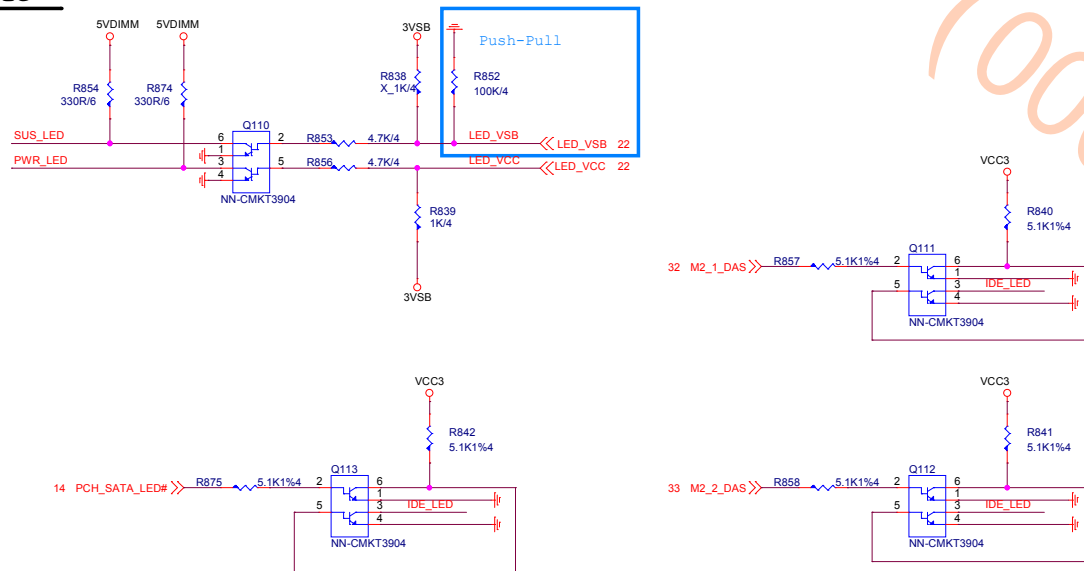 5VDIMM 5VDIMM 3VSB
Push-Pull
R854 330R/6
R874 330R/6
R838 X_1K/4
R852 100K/4
Q110
SUS_LED 6 2 R853 4.7K/4 LED_VSB LED_VSB 22
1
PWR_LED 3 5 R856 4.7K/4 LED_VCC LED_VCC 22
4
NN-CMKT3904
R839 1K/4
3VSB
VCC3
R840 5.1K1%4
Q111
32 M2_1_DAS R857 5.1K1%4 2 6
1
5 3 IDE_LED
4
NN-CMKT3904
VCC3
R842 5.1K1%4
Q113
14 PCH_SATA_LED# R875 5.1K1%4 2 6
1
5 3 IDE_LED
4
NN-CMKT3904
VCC3
R841 5.1K1%4
Q112
33 M2_2_DAS R858 5.1K1%4 2 6
1
5 3 IDE_LED
4
NN-CMKT3904